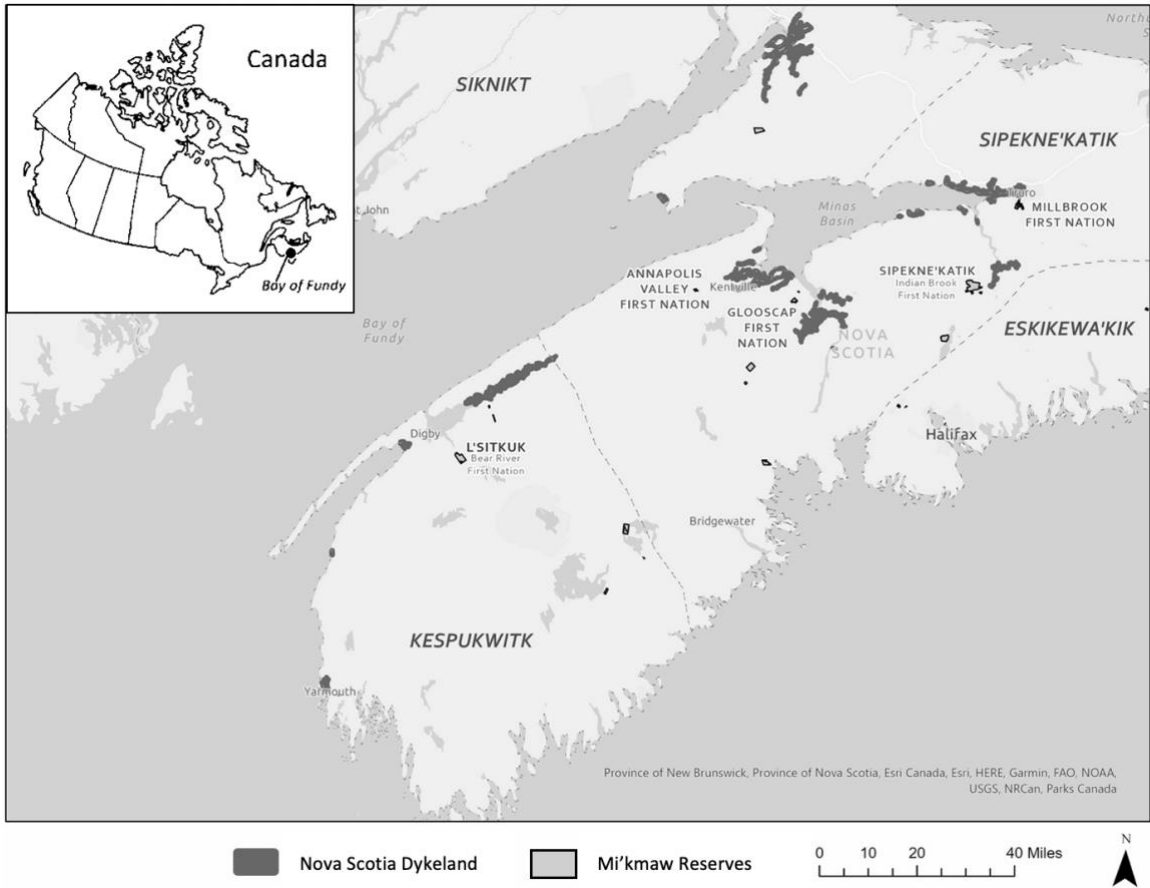 Canada
Bay of Fundy
SIKNIKT
SIPEKNE'KATIK
t John
Minas
Basin
Truro
MILLBROOK
FIRST NATION
ANNAPOLIS
VALLEY
FIRST NATION
Kentville
SIPEKNE'KATIK
Indian Brook
First Nation
GLOOSCAP
FIRST
NATION
Bay of
Fundy
NOVA
SCOTIA
ESKIKEWA'KIK
Digby
L'SITKUK
Bear River
First Nation
Halifax
Bridgewater
KESPUKWITK
Yarmouth
Province of New Brunswick, Province of Nova Scotia, Esri Canada, Esri, HERE, Garmin, FAO, NOAA,
USGS, NRCan, Parks Canada
Nova Scotia Dykeland
Mi'kmaw Reserves
0 10 20 40 Miles
N